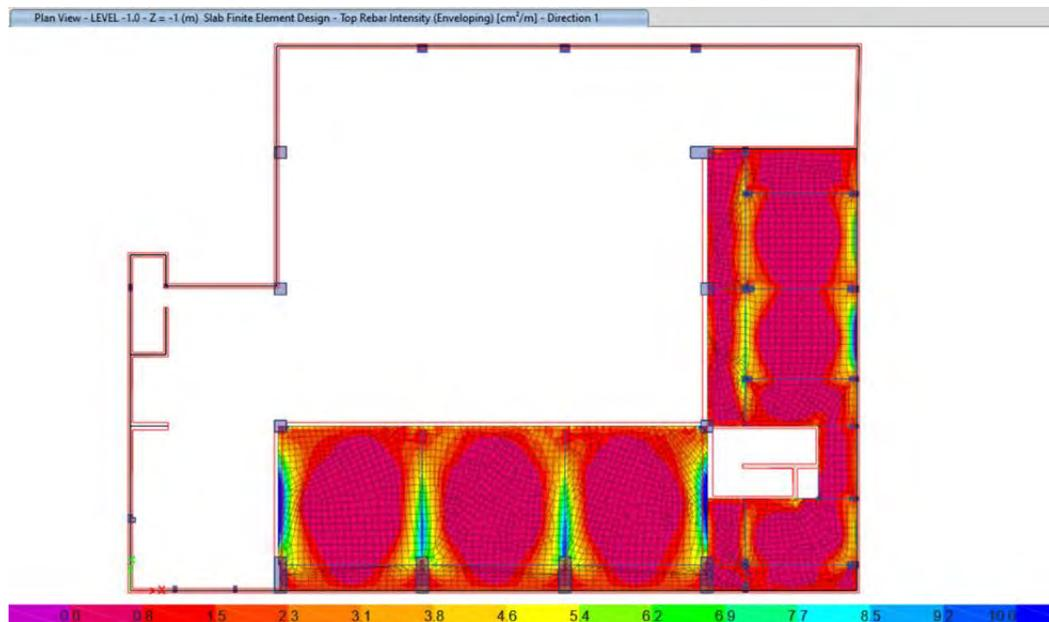 Plan View - LEVEL -1.0 - Z = -1 (m) Slab Finite Element Design - Top Rebar Intensity (Enveloping) [cm²/m] - Direction 1
X
0.0 0.8 1.5 2.3 3.1 3.8 4.6 5.4 6.2 6.9 7.7 8.5 9.2 10.0